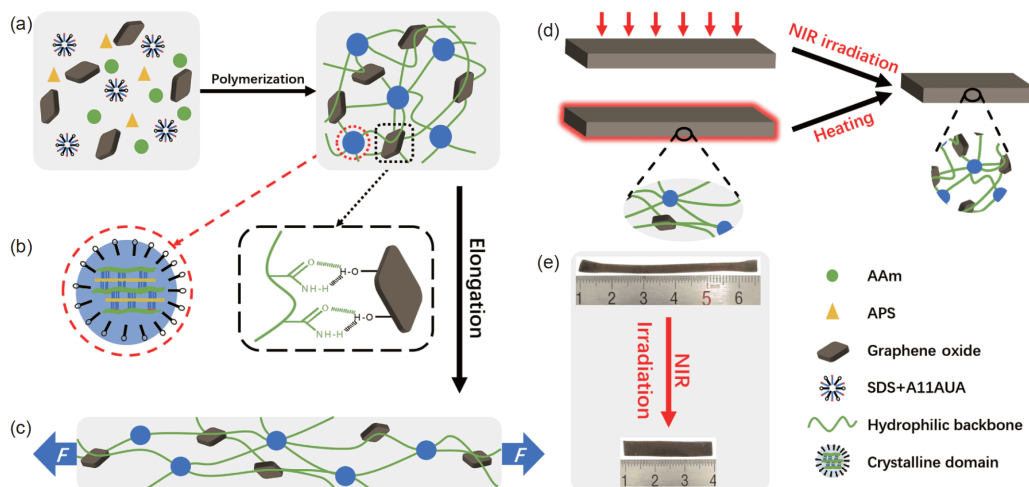 (a)
Polymerization
(b)
O
N-H-H
H-O
O
N-H-H
H-O
Elongation
(c)
F
F
(d)
NIR irradiation
Heating
(e)
1 2 3 4 5 6
NIR
Irradiation
1 2 3 4
AAm
APS
Graphene oxide
SDS+A11AUA
Hydrophilic backbone
Crystalline domain